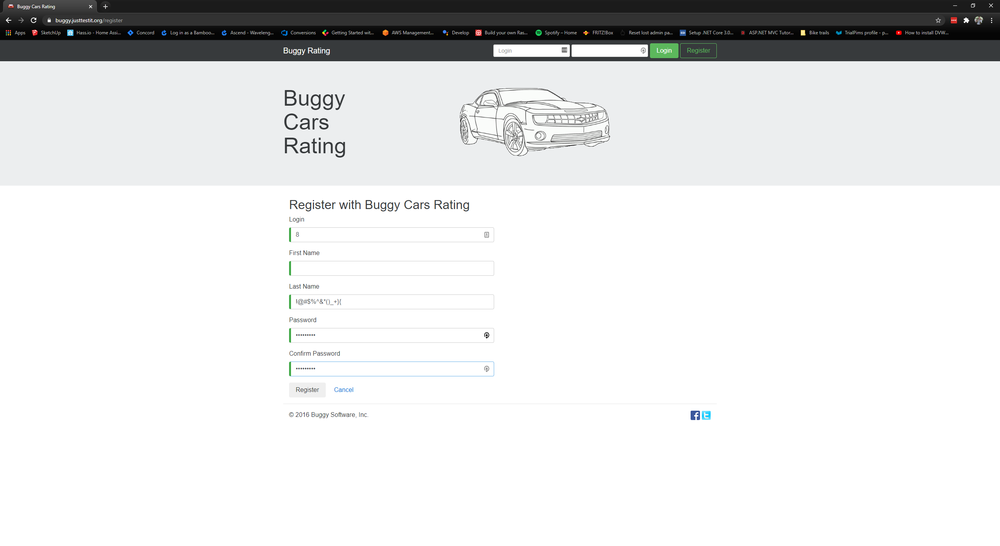 Buggy Cars Rating
buggy.justtestit.org/register
Apps SketchUp Hass.io - Home Assi... Concord Log in as a Bamboo... Ascend - Waveleng... Conversions Getting Started wit... AWS Management... Develop Build your own Ras... Spotify – Home FRITZ!Box Reset lost admin pa... Setup .NET Core 3.0... ASP.NET MVC Tutor... Bike trails TrialPims profile - p... How to install DVW...
Buggy Rating Login Login Register
Buggy
Cars
Rating
Register with Buggy Cars Rating
Login
8
First Name
Last Name
!@#$%^&*()_+}{
Password
•••••••••
Confirm Password
•••••••••
Register Cancel
© 2016 Buggy Software, Inc.